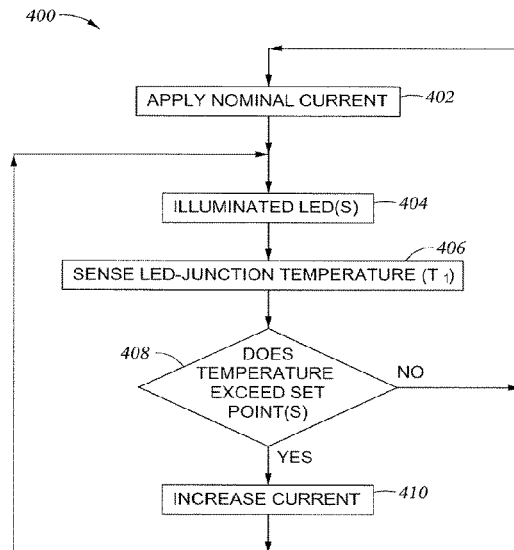 400
APPLY NOMINAL CURRENT 402
ILLUMINATED LED(S) 404
406
SENSE LED-JUNCTION TEMPERATURE (T 1)
408
DOES
TEMPERATURE
EXCEED SET
POINT(S)
NO
YES
INCREASE CURRENT 410